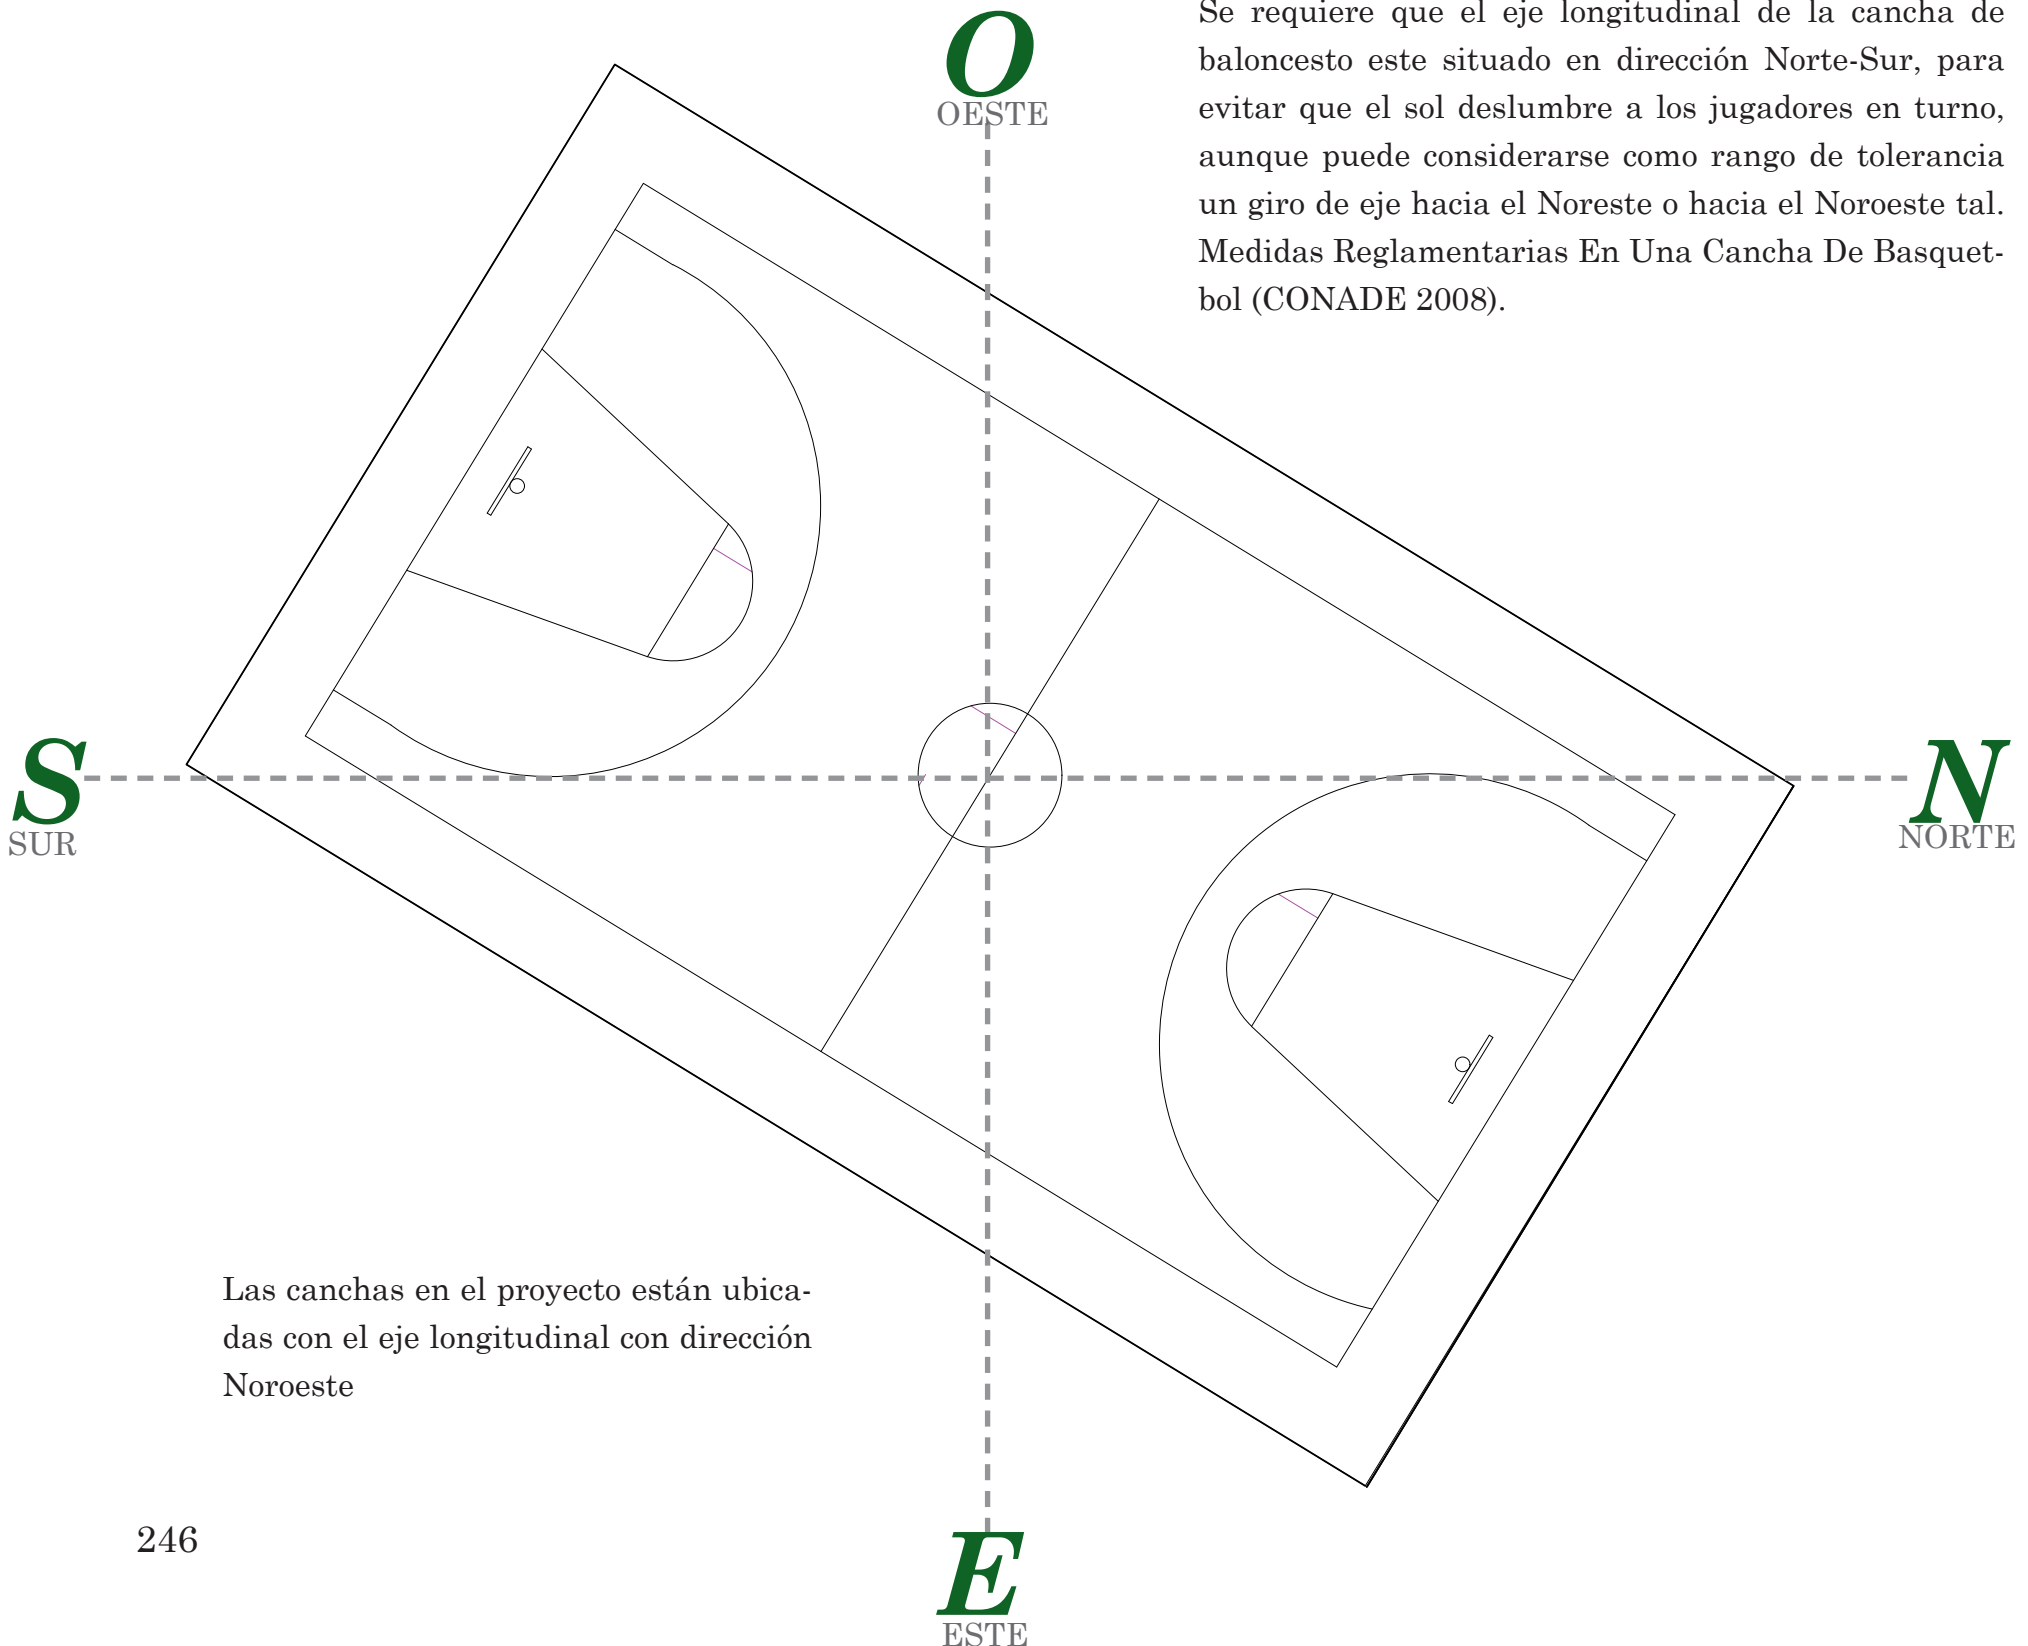 Se requiere que el eje longitudinal de la cancha de
baloncesto este situado en dirección Norte-Sur, para
evitar que el sol deslumbre a los jugadores en turno,
aunque puede considerarse como rango de tolerancia
un giro de eje hacia el Noreste o hacia el Noroeste tal.
Medidas Reglamentarias En Una Cancha De Basquet-
bol (CONADE 2008).
O
OESTE
S
SUR
N
NORTE
Las canchas en el proyecto están ubica-
das con el eje longitudinal con dirección
Noroeste
246
E
ESTE